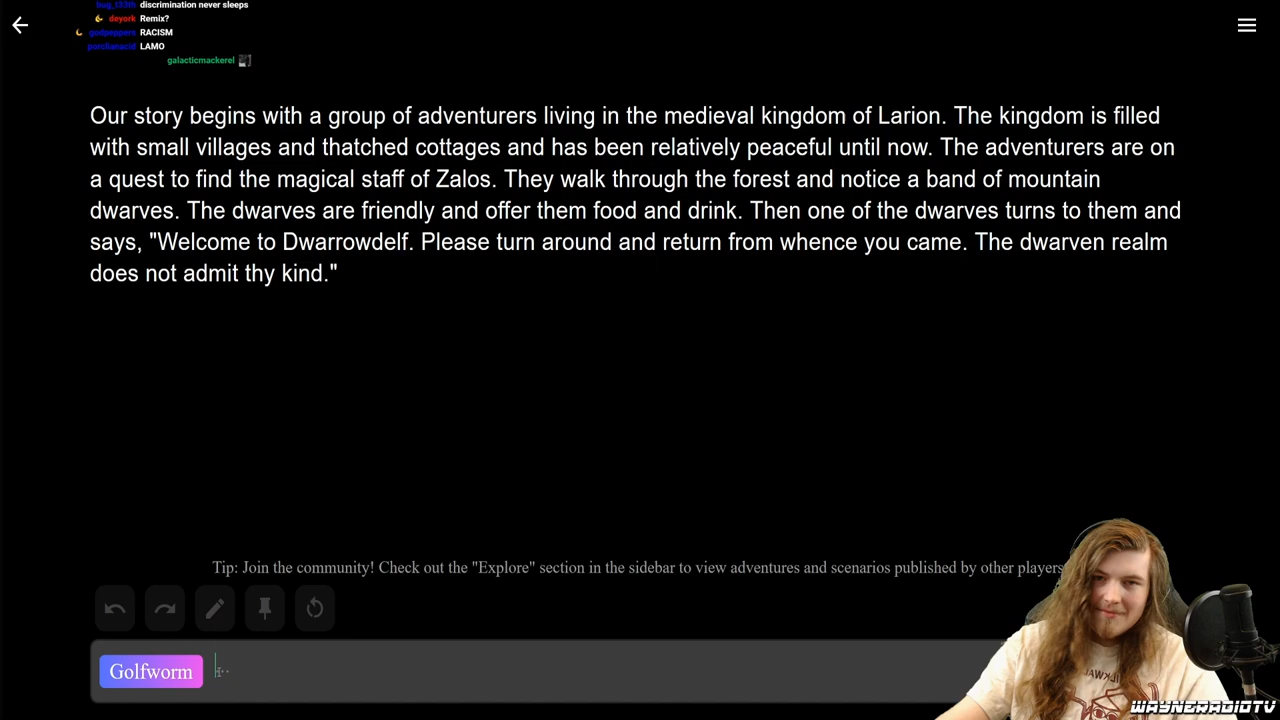 bug_t33th discrimination never sleeps
deyork Remix?
godpeppers RACISM
porclianacid LAMO
galacticmackerel
Our story begins with a group of adventurers living in the medieval kingdom of Larion. The kingdom is filled
with small villages and thatched cottages and has been relatively peaceful until now. The adventurers are on
a quest to find the magical staff of Zalos. They walk through the forest and notice a band of mountain
dwarves. The dwarves are friendly and offer them food and drink. Then one of the dwarves turns to them and
says, "Welcome to Dwarrowdelf. Please turn around and return from whence you came. The dwarven realm
does not admit thy kind."
Tip: Join the community! Check out the "Explore" section in the sidebar to view adventures and scenarios published by other players
Golfworm
WAYNERADIOTV